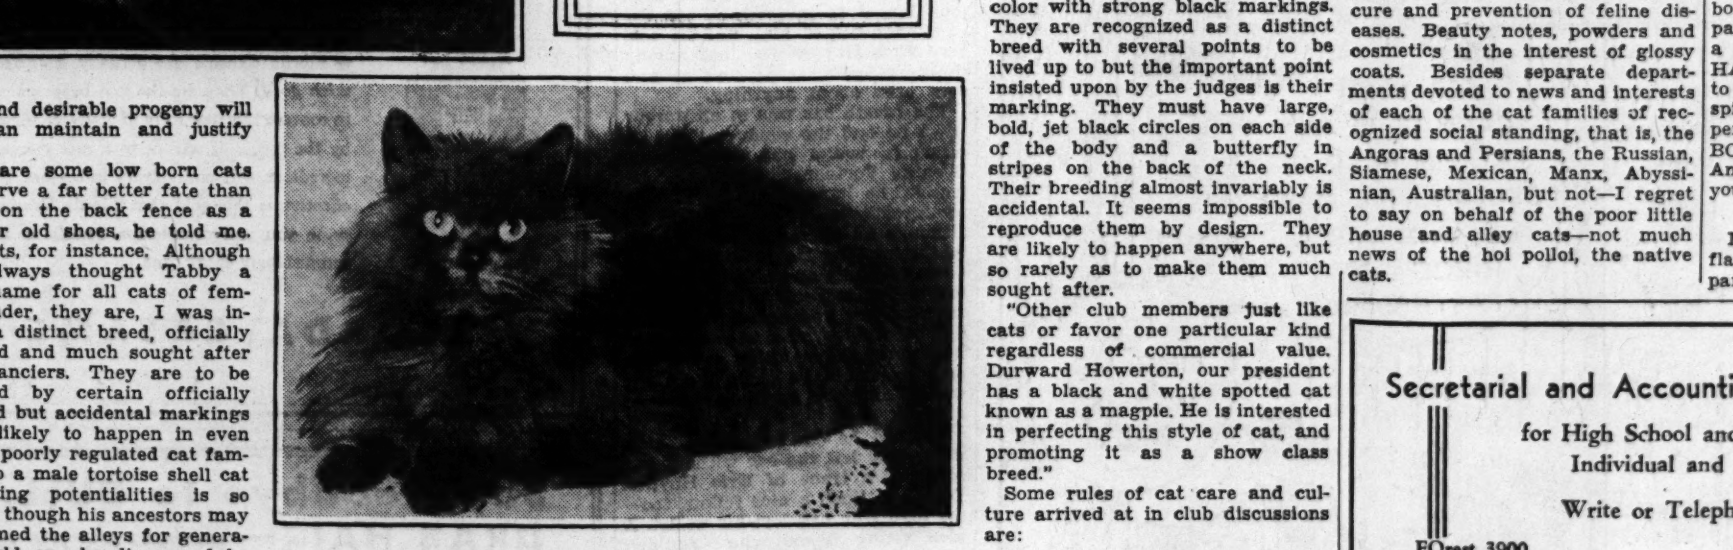 nd desirable progeny will
an maintain and justify
are some low born cats
rve a far better fate than
on the back fence as a
r old shoes, he told me.
ts, for instance. Although
lways thought Tabby a
ame for all cats of fem-
der, they are, I was in-
a distinct breed, officially
d and much sought after
anciers. They are to be
d by certain officially
d but accidental markings
likely to happen in even
poorly regulated cat fam-
o a male tortoise shell cat
ing potentialities is so
though his ancestors may
med the alleys for genera-
color with strong black markings.
They are recognized as a distinct
breed with several points to be
lived up to but the important point
insisted upon by the judges is their
marking. They must have large,
bold, jet black circles on each side
of the body and a butterfly in
stripes on the back of the neck.
Their breeding almost invariably is
accidental. It seems impossible to
reproduce them by design. They
are likely to happen anywhere, but
so rarely as to make them much
sought after.
"Other club members just like
cats or favor one particular kind
regardless of commercial value.
Durward Howerton, our president
has a black and white spotted cat
known as a magpie. He is interested
in perfecting this style of cat, and
promoting it as a show class
breed."
Some rules of cat care and cul-
ture arrived at in club discussions
are:
cure and prevention of feline dis-
eases. Beauty notes, powders and
cosmetics in the interest of glossy
coats. Besides separate depart-
ments devoted to news and interests
of each of the cat families of rec-
ognized social standing, that is, the
Angoras and Persians, the Russian,
Siamese, Mexican, Manx, Abyssi-
nian, Australian, but not—I regret
to say on behalf of the poor little
house and alley cats—not much
news of the hoi polloi, the native
cats.
bo
pa
a
HA
to
sp
pe
BO
An
yo
fla
pa
Secretarial and Accounti
for High School and
Individual and
Write or Teleph
FOrest 3900